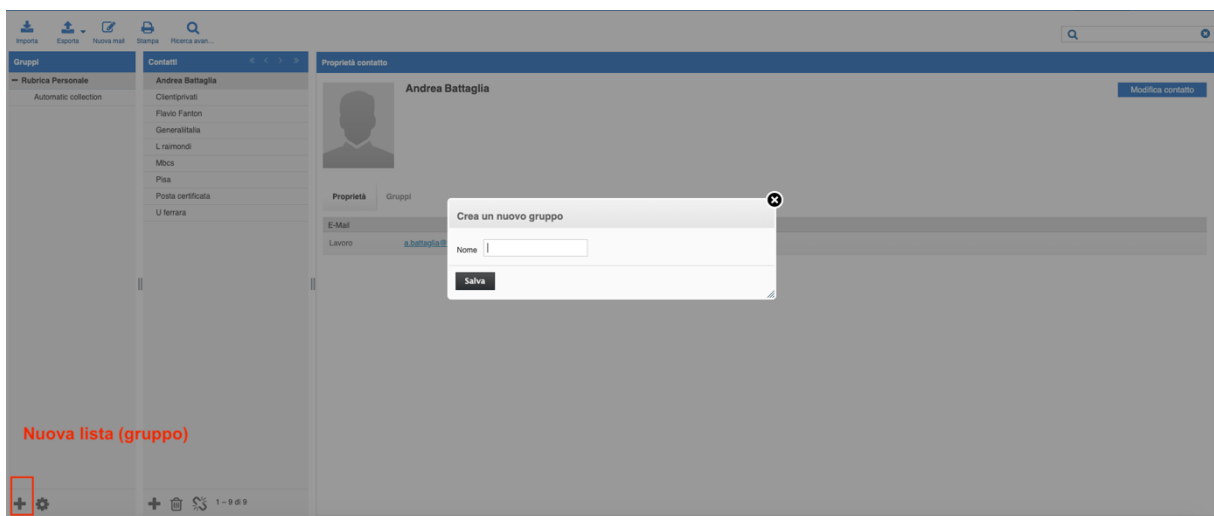 Importa Esporta Nuova mail Stampa Ricerca avan...
Gruppi
Rubrica Personale
Automatic collection
Contatti
Andrea Battaglia
Clientiprivati
Flavio Fanton
Generaliitalia
L raimondi
Mbcs
Pisa
Posta certificata
U ferrara
Proprietà contatto
Andrea Battaglia
Modifica contatto
Proprietà Gruppi
E-Mail
Lavoro a.battaglia@
Crea un nuovo gruppo
Nome
Salva
Nuova lista (gruppo)
1 – 9 di 9